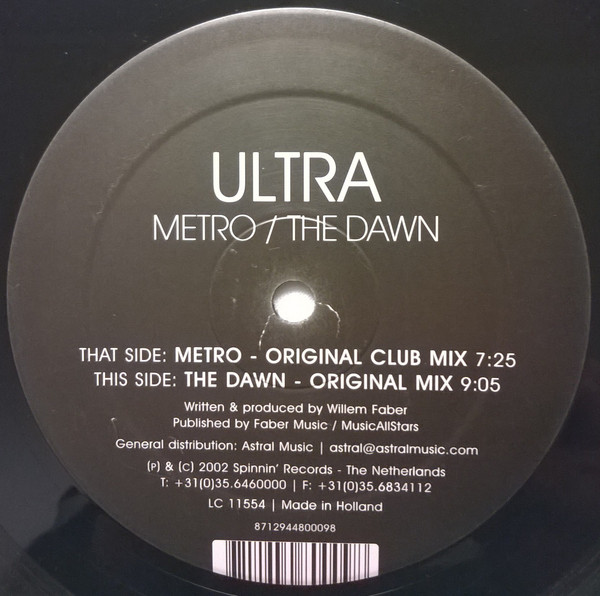 ULTRA
METRO / THE DAWN
THAT SIDE: METRO - ORIGINAL CLUB MIX 7:25
THIS SIDE: THE DAWN - ORIGINAL MIX 9:05
Written & produced by Willem Faber
Published by Faber Music / MusicAllStars
General distribution: Astral Music | astral@astralmusic.com
(P) & (C) 2002 Spinnin' Records - The Netherlands
T: +31(0)35.6460000 | F: +31(0)35.6834112
LC 11554 | Made in Holland
8712944800098